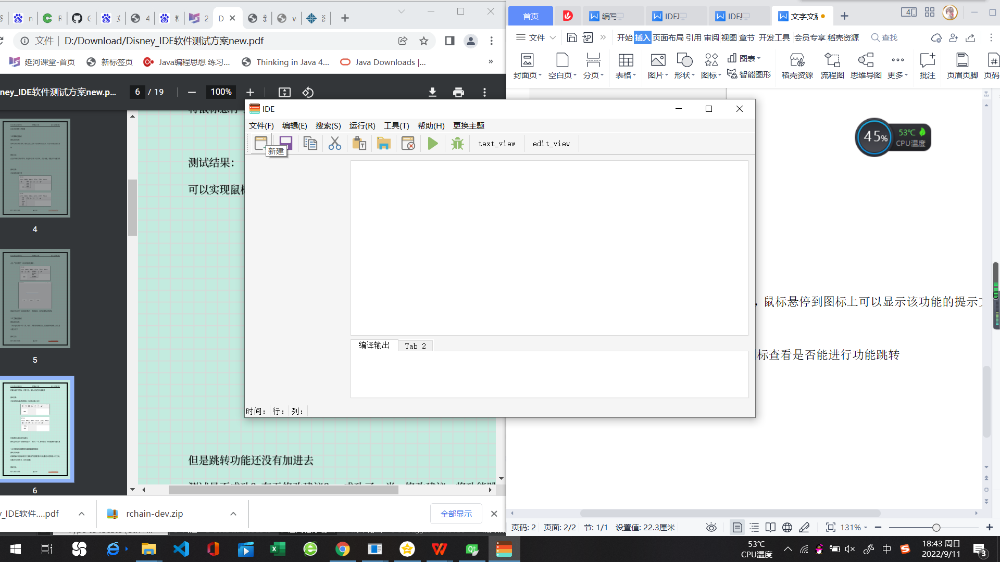 文件 | D:/Download/Disney_IDE软件测试方案new.pdf
延河课堂-首页 新标签页 Java编程思想 练习... Thinking in Java 4... Java Downloads |... »
ney_IDE软件测试方案new.p... 6 / 19 100%
4
5
6
测试结果：
可以实现鼠标
但是跳转功能还没有加进去
_IDE软件....pdf rchain-dev.zip 全部显示
首页 编写 IDE IDE 文字文稿
文件 开始 插入 页面布局 引用 审阅 视图 章节 开发工具 会员专享 稻壳资源 查找
封面页 空白页 分页 表格 图片 形状 图标 图表 智能图形 稻壳资源 流程图 思维导图 更多 批注 页眉页脚 页码
IDE
文件(F) 编辑(E) 搜索(S) 运行(R) 工具(T) 帮助(H) 更换主题
text_view edit_view
新建
编译输出 Tab 2
时间： 行： 列：
45% 53℃
CPU温度
，鼠标悬停到图标上可以显示该功能的提示文
标查看是否能进行功能跳转
页码: 2 页面: 2/2 节: 1/1 设置值: 22.3厘米 131%
53℃
CPU温度
中
18:43 周日
2022/9/11
3